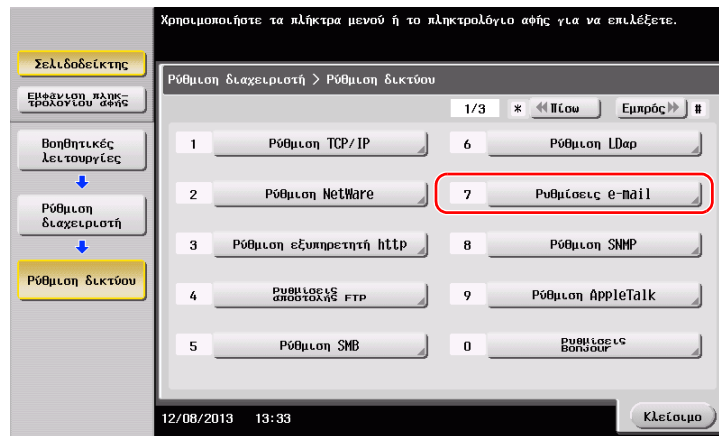 Χρησιμοποιήστε τα πλήκτρα μενού ή το πληκτρολόγιο αφής για να επιλέξετε.
Σελιδοδείκτης
Εμφάνιση πληκ-
τρολογίου αφής
Βοηθητικές
λειτουργίες
Ρύθμιση
διαχειριστή
Ρύθμιση δικτύου
Ρύθμιση διαχειριστή > Ρύθμιση δικτύου
1/3 * Πίσω Εμπρός #
1 Ρύθμιση TCP/IP
6 Ρύθμιση LDap
2 Ρύθμιση NetWare
7 Ρυθμίσεις e-mail
3 Ρύθμιση εξυπηρετητή http
8 Ρύθμιση SNMP
4 Ρυθμίσεις
αποστολής FTP
9 Ρύθμιση AppleTalk
5 Ρύθμιση SMB
0 Ρυθμίσεις
Bonjour
12/08/2013 13:33
Κλείσιμο